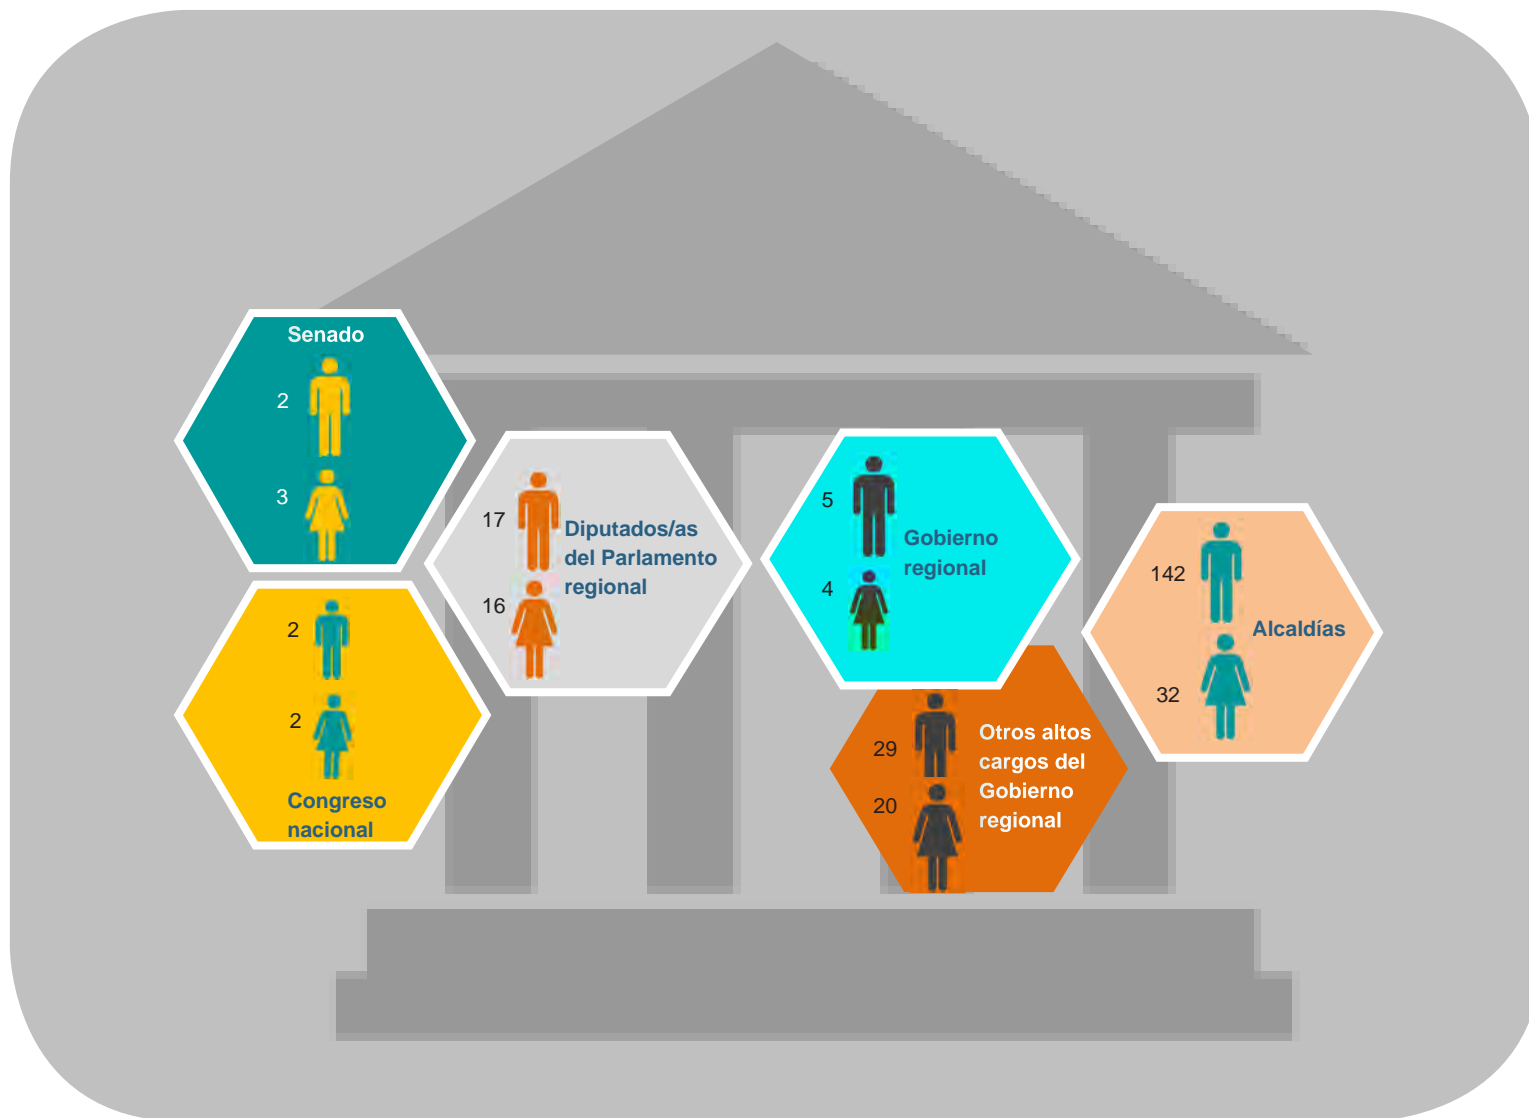 Senado
2
3
2
2
Congreso
nacional
17
16
Diputados/as
del Parlamento
regional
5
4
Gobierno
regional
29
20
Otros altos
cargos del
Gobierno
regional
142
32
Alcaldías